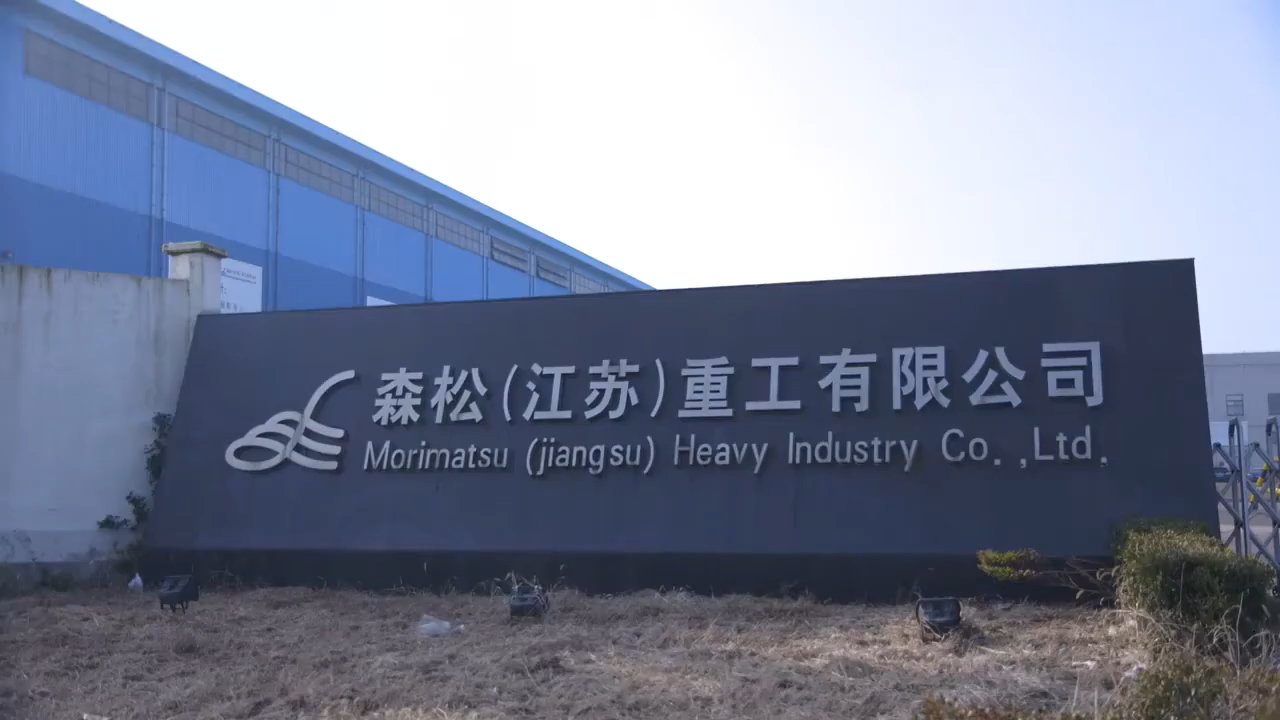 森松(江苏)重工有限公司
Morimatsu (jiangsu) Heavy Industry Co. ,Ltd.